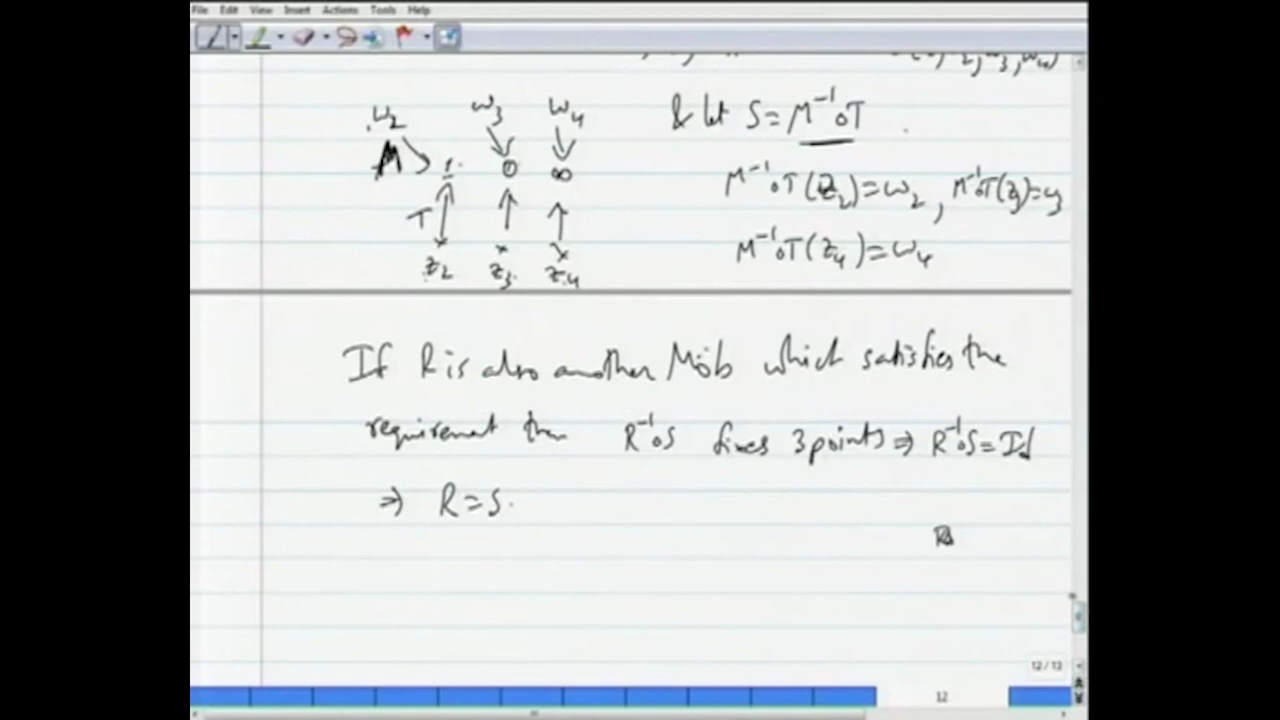 File Edit View Insert Actions Tools Help
w₂ w₃ w₄
& let S = M⁻¹∘T
M 1 0 ∞
M⁻¹∘T(z₂) = w₂, M⁻¹∘T(z₃) = w₃
T
M⁻¹∘T(z₄) = w₄
z₂ z₃ z₄
If R is also another Möb which satisfies the
requirement then R⁻¹∘S fixes 3 points ⇒ R⁻¹∘S = Id
⇒ R = S.
12 / 13
12